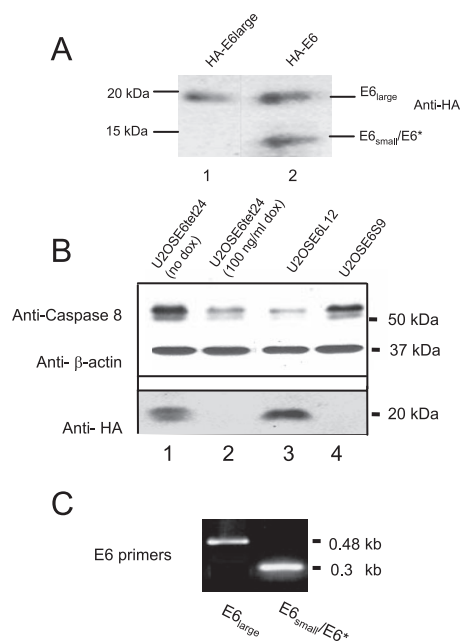 A
HA-E6large
HA-E6
20 kDa
15 kDa
E6large
Anti-HA
E6small/E6*
1 2
B
U2OSE6tet24
(no dox)
U2OSE6tet24
(100 ng/ml dox)
U2OSE6L12
U2OSE6S9
Anti-Caspase 8
50 kDa
Anti- β-actin
37 kDa
Anti- HA
20 kDa
1 2 3 4
C
E6 primers
0.48 kb
0.3 kb
E6large
E6small/E6*